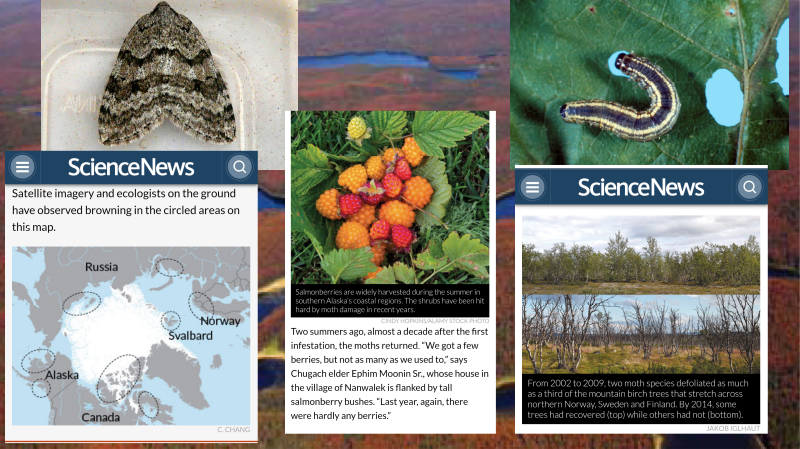 ScienceNews
Satellite imagery and ecologists on the ground
have observed browning in the circled areas on
this map.
Russia
Norway
Svalbard
Alaska
Canada
C. CHANG
Salmonberries are widely harvested during the summer in
southern Alaska's coastal regions. The shrubs have been hit
hard by moth damage in recent years.
CINDY HOPKINS/ALAMY STOCK PHOTO
Two summers ago, almost a decade after the first
infestation, the moths returned. “We got a few
berries, but not as many as we used to,” says
Chugach elder Ephim Moonin Sr., whose house in
the village of Nanwalek is flanked by tall
salmonberry bushes. “Last year, again, there
were hardly any berries.”
ScienceNews
From 2002 to 2009, two moth species defoliated as much
as a third of the mountain birch trees that stretch across
northern Norway, Sweden and Finland. By 2014, some
trees had recovered (top) while others had not (bottom).
JAKOB IGLHAUT